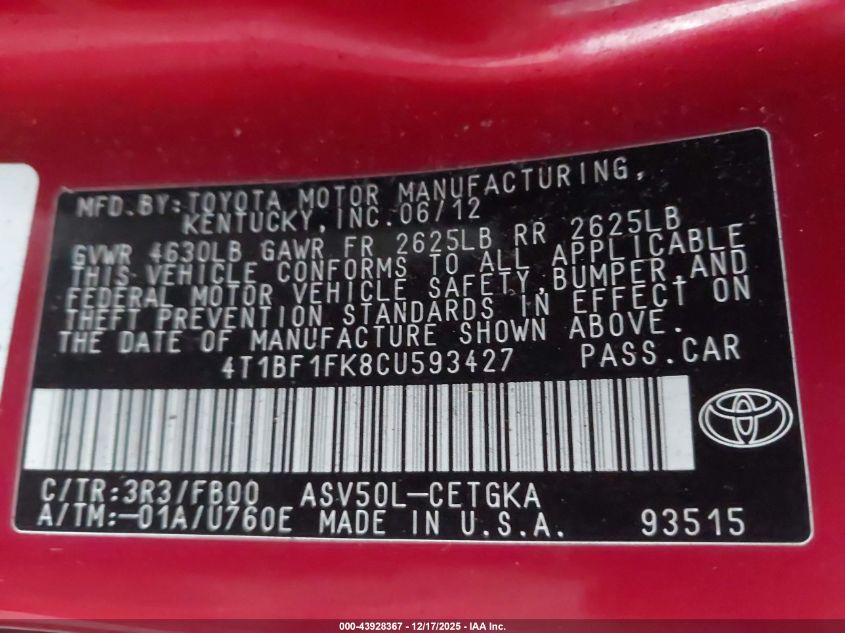 MFD.BY:TOYOTA MOTOR MANUFACTURING,
KENTUCKY,INC.06/12
GVWR 4630LB GAWR FR 2625LB RR 2625LB
THIS VEHICLE CONFORMS TO ALL APPLICABLE
FEDERAL MOTOR VEHICLE SAFETY,BUMPER,AND
THEFT PREVENTION STANDARDS IN EFFECT ON
THE DATE OF MANUFACTURE SHOWN ABOVE.
4T1BF1FK8CU593427 PASS.CAR
C/TR:3R3/FB00 ASV50L-CETGKA
A/TM:-01A/U760E MADE IN U.S.A. 93515
000-43928367 | 12/17/2025 - IAA Inc.